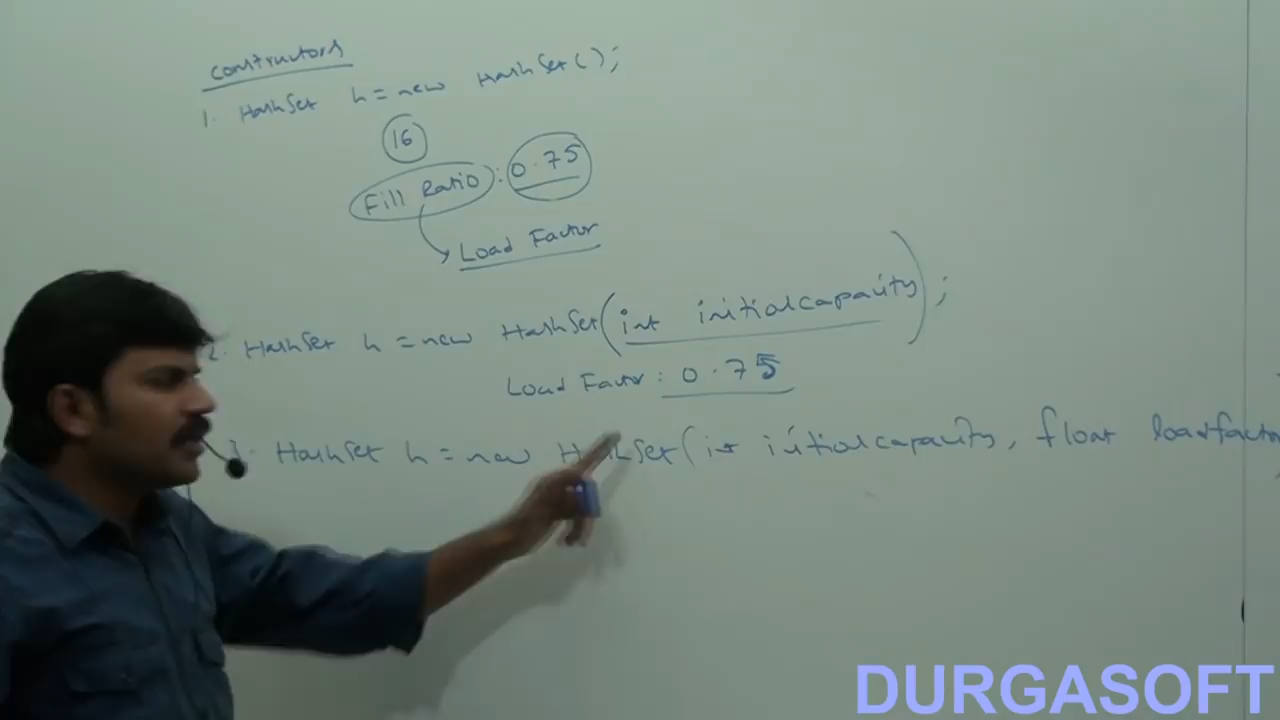 Constructors
1. HashSet h = new HashSet();
16
Fill Ratio : 0.75
Load Factor
2. HashSet h = new HashSet(int initialcapacity);
Load Factor : 0.75
3. HashSet h = new HashSet(int initialcapacity, float loadfactor
DURGASOFT